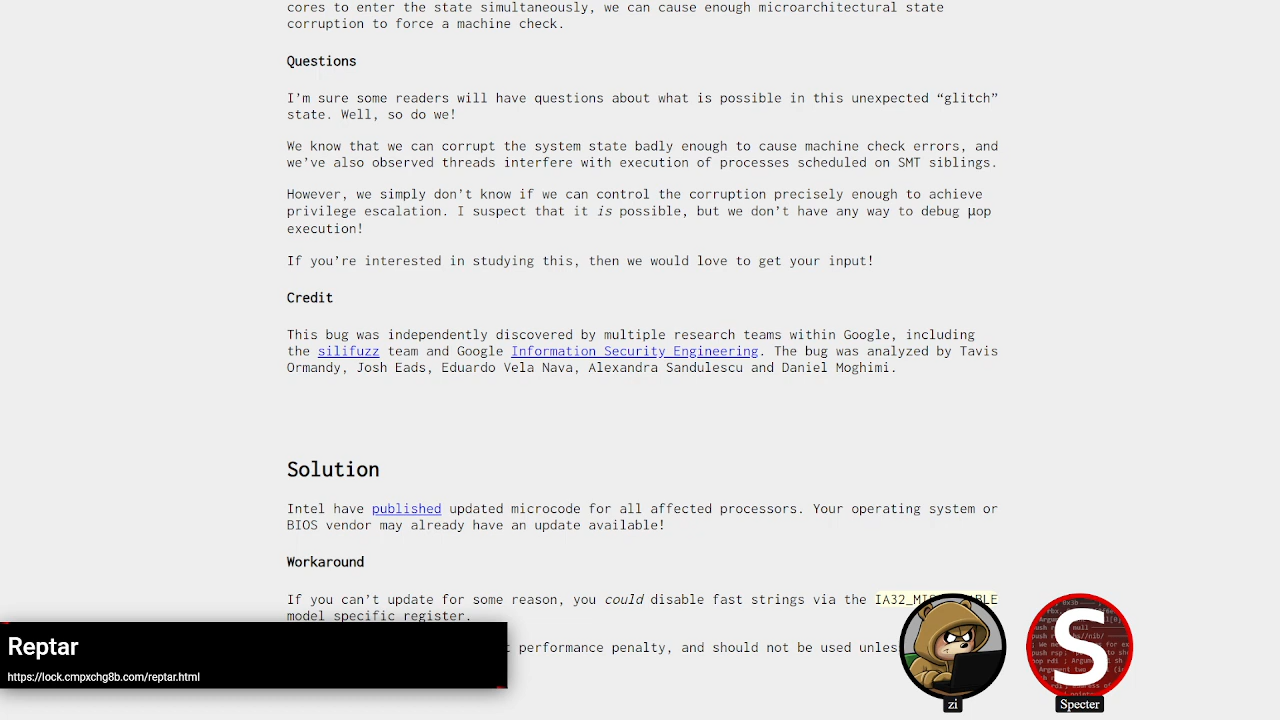 cores to enter the state simultaneously, we can cause enough microarchitectural state
corruption to force a machine check.
Questions
I’m sure some readers will have questions about what is possible in this unexpected “glitch”
state. Well, so do we!
We know that we can corrupt the system state badly enough to cause machine check errors, and
we’ve also observed threads interfere with execution of processes scheduled on SMT siblings.
However, we simply don’t know if we can control the corruption precisely enough to achieve
privilege escalation. I suspect that it is possible, but we don’t have any way to debug μop
execution!
If you’re interested in studying this, then we would love to get your input!
Credit
This bug was independently discovered by multiple research teams within Google, including
the silifuzz team and Google Information Security Engineering. The bug was analyzed by Tavis
Ormandy, Josh Eads, Eduardo Vela Nava, Alexandra Sandulescu and Daniel Moghimi.
Solution
Intel have published updated microcode for all affected processors. Your operating system or
BIOS vendor may already have an update available!
Workaround
If you can’t update for some reason, you could disable fast strings via the
model specific register.
performance penalty, and should not be used
Reptar
https://lock.cmpxchg8b.com/reptar.html
zi
S
Specter